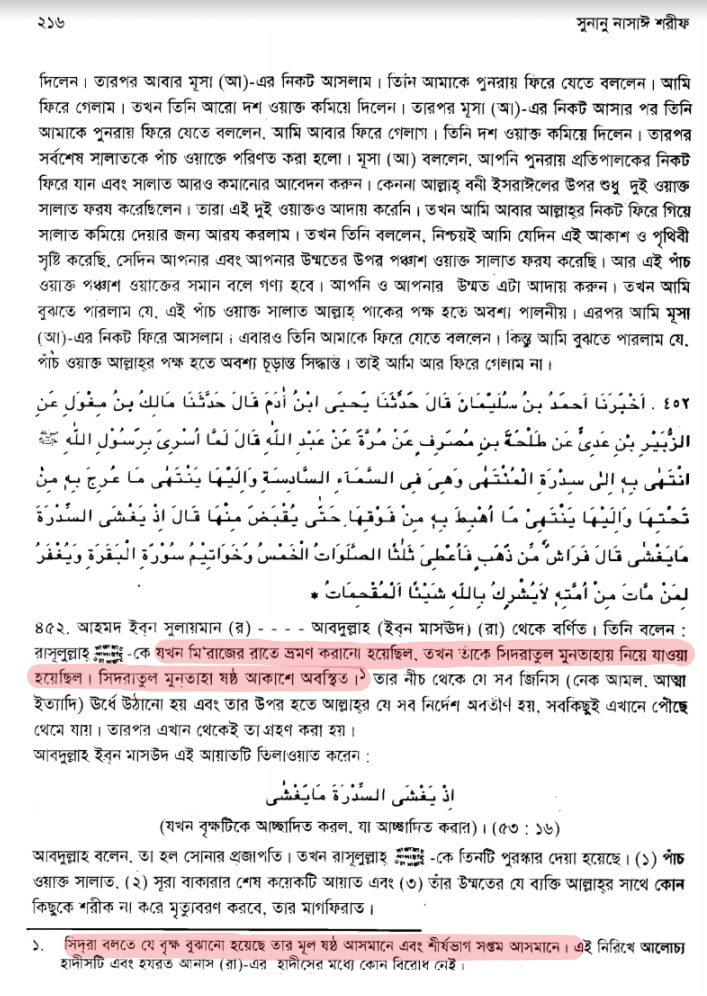 ২১৬
সুনানু নাসাঈ শরীফ
দিলেন। তারপর আবার মূসা (আ)-এর নিকট আসলাম। তিনি আমাকে পুনরায় ফিরে যেতে বললেন। আমি
ফিরে গেলাম। তখন তিনি আরো দশ ওয়াক্ত কমিয়ে দিলেন। তারপর মূসা (আ)-এর নিকট আসার পর তিনি
আমাকে পুনরায় ফিরে যেতে বললেন, আমি আবার ফিরে গেলাম। তিনি দশ ওয়াক্ত কমিয়ে দিলেন। তারপর
সর্বশেষ সালাতকে পাঁচ ওয়াক্তে পরিণত করা হলো। মূসা (আ) বললেন, আপনি পুনরায় প্রতিপালকের নিকট
ফিরে যান এবং সালাত আরও কমানোর আবেদন করুন। কেননা আল্লাহ্ বনী ইসরাঈলের উপর শুধু দুই ওয়াক্ত
সালাত ফরয করেছিলেন। তারা এই দুই ওয়াক্তও আদায় করেনি। তখন আমি আবার আল্লাহ্‌র নিকট ফিরে গিয়ে
সালাত কমিয়ে দেয়ার জন্য আরয করলাম। তখন তিনি বললেন, নিশ্চয়ই আমি যেদিন এই আকাশ ও পৃথিবী
সৃষ্টি করেছি, সেদিন আপনার এবং আপনার উম্মতের উপর পঞ্চাশ ওয়াক্ত সালাত ফরয করেছি। আর এই পাঁচ
ওয়াক্ত পঞ্চাশ ওয়াক্তের সমান বলে গণ্য হবে। আপনি ও আপনার উম্মত এটা আদায় করুন। তখন আমি
বুঝতে পারলাম যে, এই পাঁচ ওয়াক্ত সালাত আল্লাহ্ পাকের পক্ষ হতে অবশ্য পালনীয়। এরপর আমি মূসা
(আ)-এর নিকট ফিরে আসলাম; এবারও তিনি আমাকে ফিরে যেতে বললেন। কিন্তু আমি বুঝতে পারলাম যে,
পাঁচ ওয়াক্ত আল্লাহ্‌র পক্ষ হতে অবশ্য চূড়ান্ত সিদ্ধান্ত। তাই আমি আর ফিরে গেলাম না।
٤٥٢. اَخْبَرَنَا اَحْمَدُ بْنُ سُلَيْمَانَ قَالَ حَدَّثَنَا يَحْيَى ابْنُ اٰدَمَ قَالَ حَدَّثَنَا مَالِكُ بْنُ مِغْوَلٍ عَنِ
الزُّبَيْرِ بْنِ عَدِىٍّ عَنْ طَلْحَةَ بْنِ مُصَرِّفٍ عَنْ مُرَّةَ عَنْ عَبْدِ اللّٰهِ قَالَ لَمَّا اُسْرِىَ بِرَسُوْلِ اللّٰهِ ﷺ
انْتَهٰى بِهٖ اِلٰى سِدْرَةِ الْمُنْتَهٰى وَهِىَ فِى السَّمَاءِ السَّادِسَةِ وَاِلَيْهَا يَنْتَهٰى مَا عُرِجَ بِهٖ مِنْ
تَحْتِهَا وَاِلَيْهَا يَنْتَهِىْ مَا اُهْبِطَ بِهٖ مِنْ فَوْقِهَا حَتّٰى يُقْبَضَ مِنْهَا قَالَ اِذْ يَغْشَى السِّدْرَةَ
مَايَغْشٰى قَالَ فَرَاشٌ مِّنْ ذَهَبٍ فَاُعْطِىَ ثَلٰثًا الصَّلَوَاتُ الْخَمْسُ وَخَوَاتِيْمُ سُوْرَةِ الْبَقَرَةِ وَيُغْفَرُ
لِمَنْ مَّاتَ مِنْ اُمَّتِهٖ لاَيُشْرِكُ بِاللّٰهِ شَيْئًا الْمُقْحِمَاتُ *
৪৫২. আহমদ ইব্‌ন সুলায়মান (র) - - - - আবদুল্লাহ্ (ইব্‌ন মাসঊদ) (রা) থেকে বর্ণিত। তিনি বলেন :
রাসূলুল্লাহ্ ﷺ-কে যখন মি'রাজের রাতে ভ্রমণ করানো হয়েছিল, তখন তাঁকে সিদরাতুল মুনতাহায় নিয়ে যাওয়া
হয়েছিল। সিদরাতুল মুনতাহা ষষ্ঠ আকাশে অবস্থিত।১ তার নীচ থেকে যে সব জিনিস (নেক আমল, আত্মা
ইত্যাদি) ঊর্ধে উঠানো হয় এবং তার উপর হতে আল্লাহ্‌র যে সব নির্দেশ অবতীর্ণ হয়, সবকিছুই এখানে পৌঁছে
থেমে যায়। তারপর এখান থেকেই তা গ্রহণ করা হয়।
আবদুল্লাহ্ ইব্‌ন মাসঊদ এই আয়াতটি তিলাওয়াত করেন :
اِذْ يَغْشَى السِّدْرَةَ مَايَغْشٰى
(যখন বৃক্ষটিকে আচ্ছাদিত করল, যা আচ্ছাদিত করার)। (৫৩ : ১৬)
আবদুল্লাহ্ বলেন, তা হল সোনার প্রজাপতি। তখন রাসূলুল্লাহ্ ﷺ-কে তিনটি পুরস্কার দেয়া হয়েছে। (১) পাঁচ
ওয়াক্ত সালাত, (২) সূরা বাকারার শেষ কয়েকটি আয়াত এবং (৩) তাঁর উম্মতের যে ব্যক্তি আল্লাহ্‌র সাথে কোন
কিছুকে শরীক না করে মৃত্যুবরণ করবে, তার মাগফিরাত।
১. সিদ্‌রা বলতে যে বৃক্ষ বুঝানো হয়েছে তার মূল ষষ্ঠ আসমানে এবং শীর্ষভাগ সপ্তম আসমানে। এই নিরিখে আলোচ্য
হাদীসটি এবং হযরত আনাস (রা)-এর হাদীসের মধ্যে কোন বিরোধ নেই।